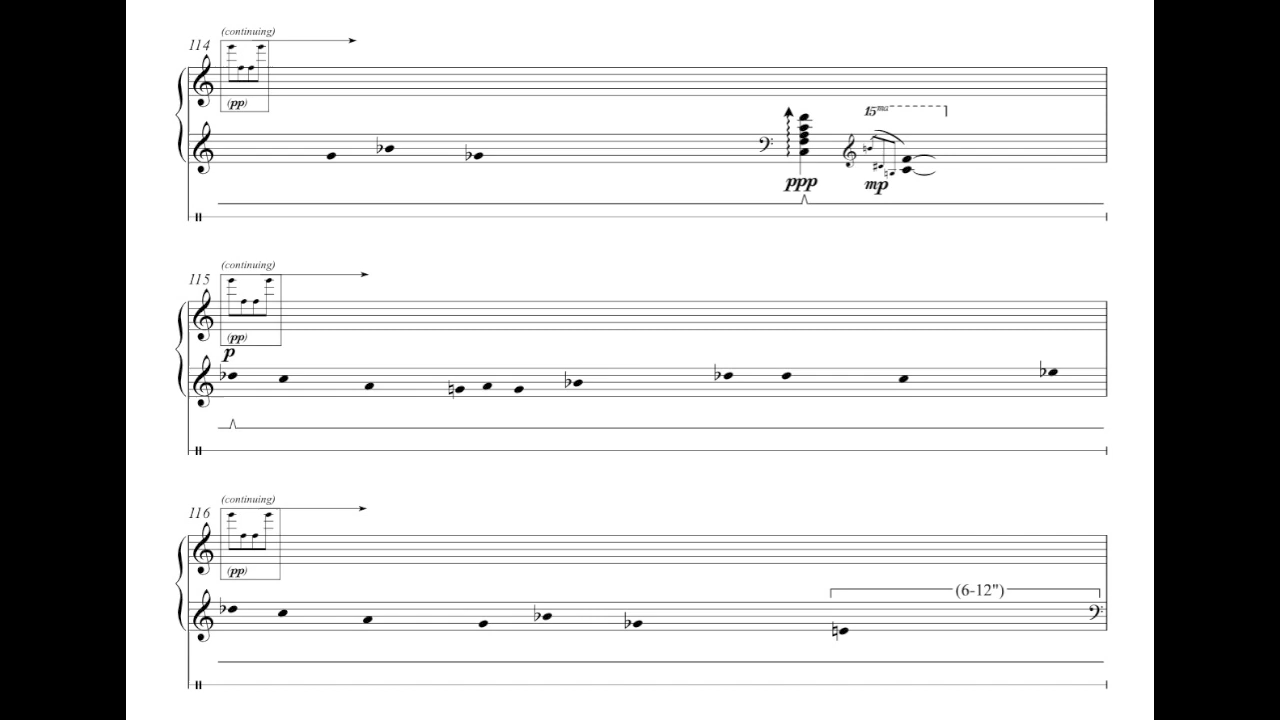 (continuing)
114
(pp)
15ma
ppp
mp
(continuing)
115
(pp)
p
(continuing)
116
(pp)
(6-12")